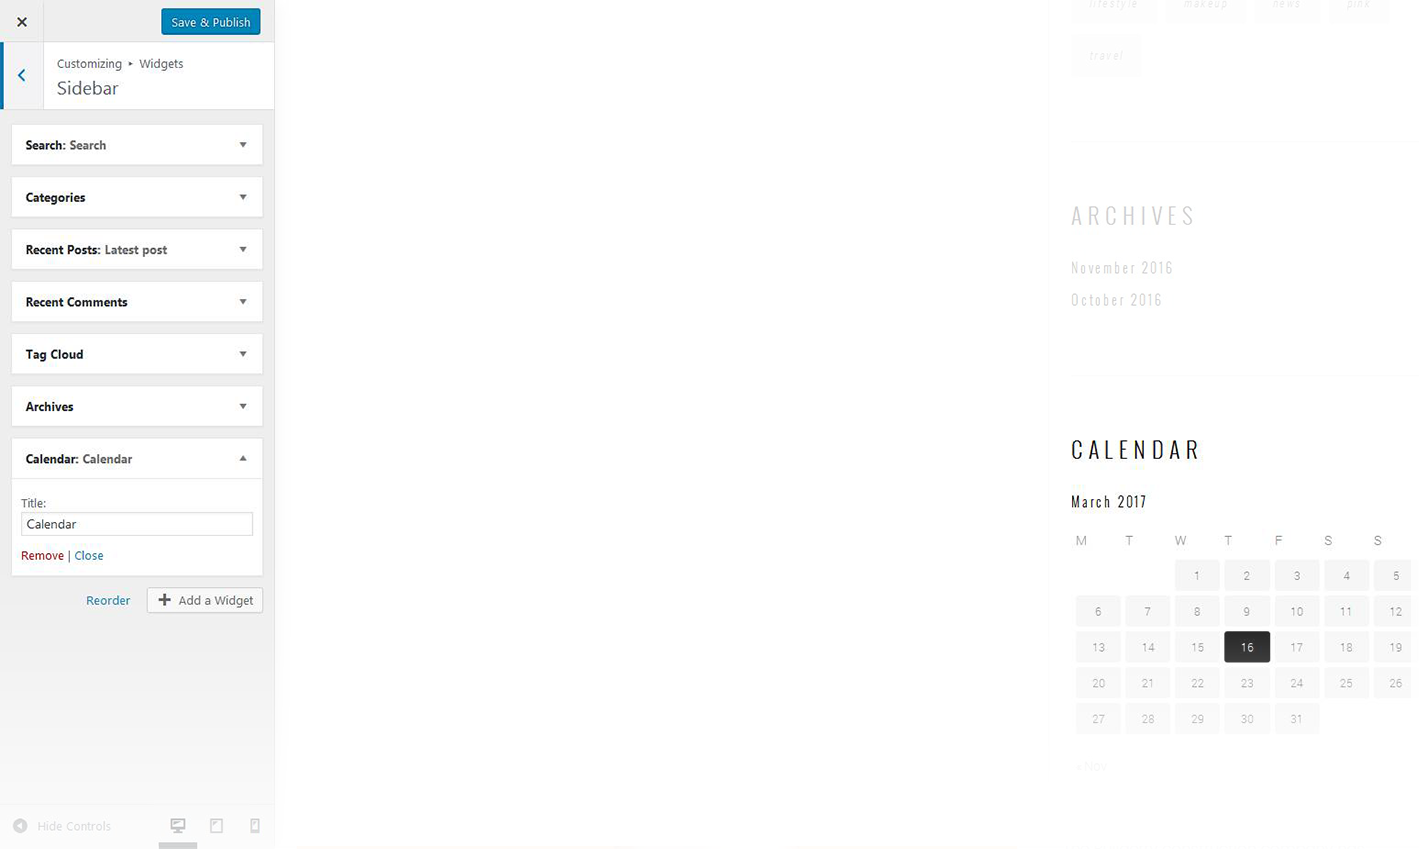 Save & Publish
Customizing ▸ Widgets
Sidebar
Search: Search
Categories
Recent Posts: Latest post
Recent Comments
Tag Cloud
Archives
Calendar: Calendar
Title:
Calendar
Remove | Close
Reorder
Add a Widget
Hide Controls
lifestyle makeup news pink
travel
ARCHIVES
November 2016
October 2016
CALENDAR
March 2017
M T W T F S S
1 2 3 4 5
6 7 8 9 10 11 12
13 14 15 16 17 18 19
20 21 22 23 24 25 26
27 28 29 30 31
« Nov